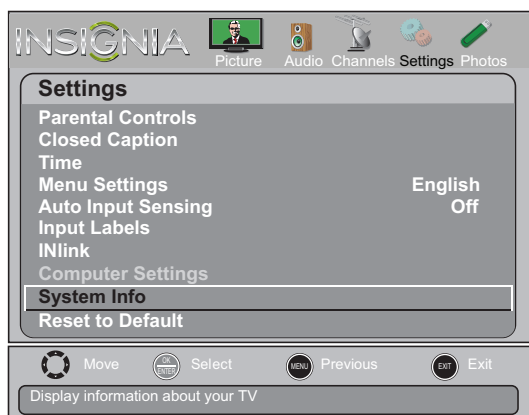 INSIGNIA
Picture Audio Channels Settings Photos
Settings
Parental Controls
Closed Caption
Time
Menu Settings English
Auto Input Sensing Off
Input Labels
INlink
Computer Settings
System Info
Reset to Default
Move OK ENTER Select MENU Previous EXIT Exit
Display information about your TV